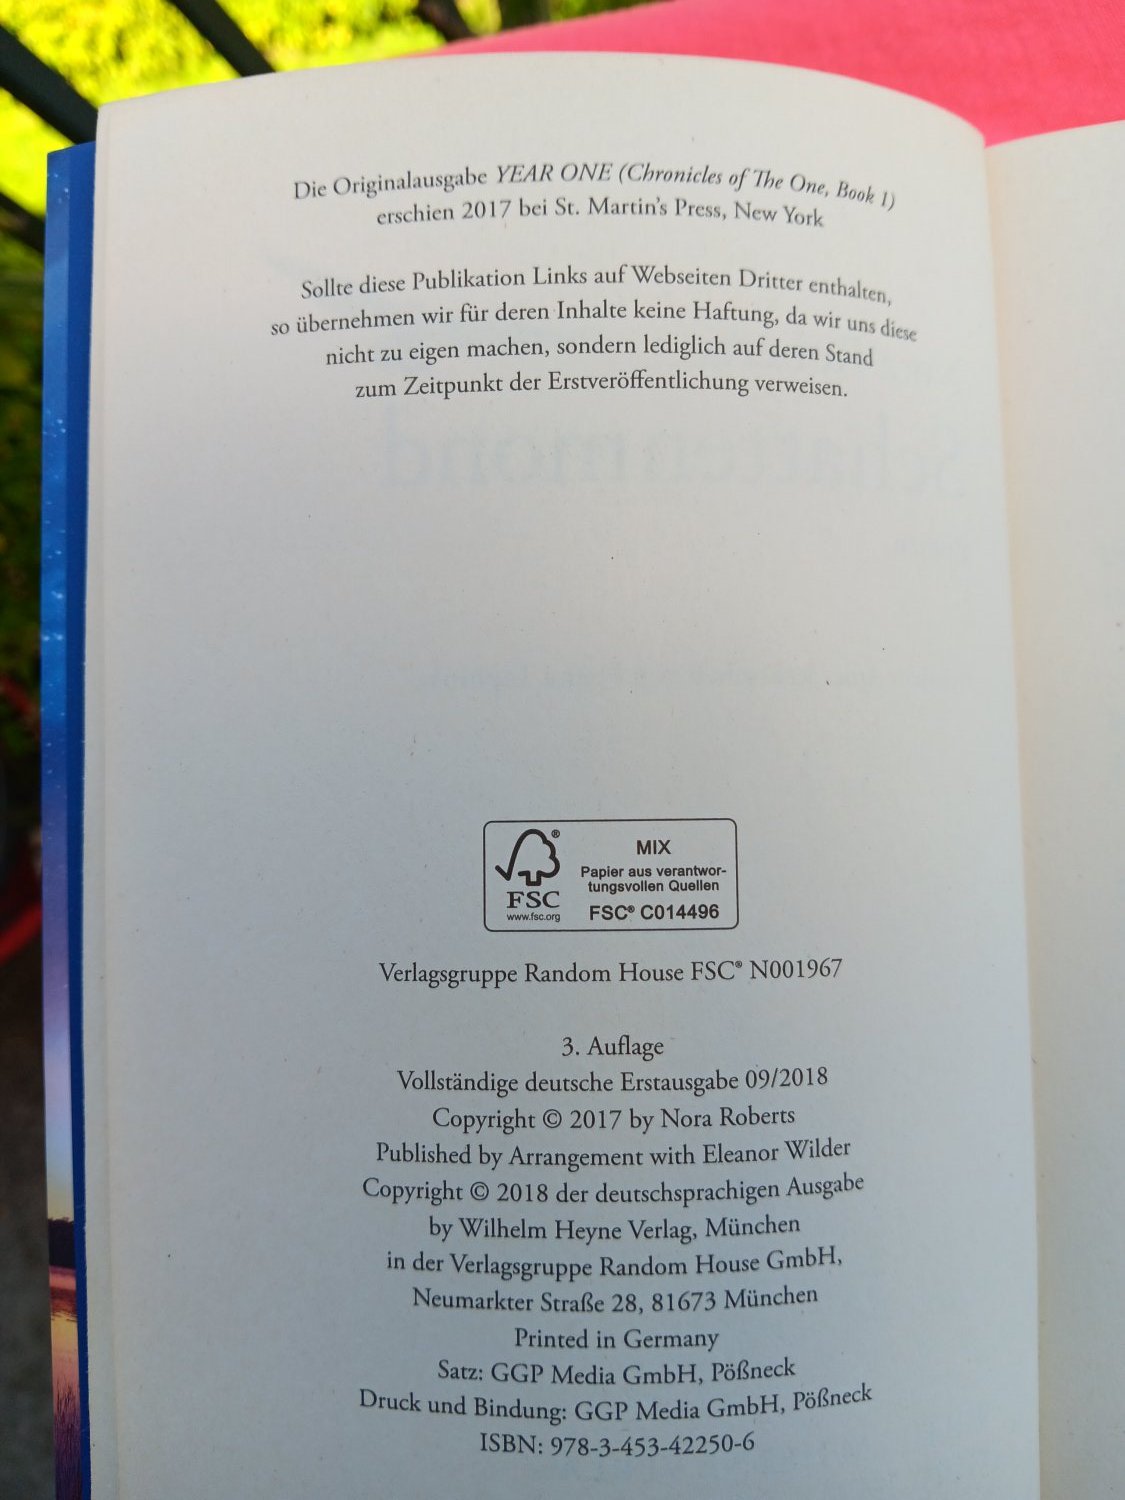 Die Originalausgabe YEAR ONE (Chronicles of The One, Book 1)
erschien 2017 bei St. Martin's Press, New York
Sollte diese Publikation Links auf Webseiten Dritter enthalten,
so übernehmen wir für deren Inhalte keine Haftung, da wir uns diese
nicht zu eigen machen, sondern lediglich auf deren Stand
zum Zeitpunkt der Erstveröffentlichung verweisen.
FSC®
www.fsc.org
MIX
Papier aus verantwor-
tungsvollen Quellen
FSC® C014496
Verlagsgruppe Random House FSC® N001967
3. Auflage
Vollständige deutsche Erstausgabe 09/2018
Copyright © 2017 by Nora Roberts
Published by Arrangement with Eleanor Wilder
Copyright © 2018 der deutschsprachigen Ausgabe
by Wilhelm Heyne Verlag, München
in der Verlagsgruppe Random House GmbH,
Neumarkter Straße 28, 81673 München
Printed in Germany
Satz: GGP Media GmbH, Pößneck
Druck und Bindung: GGP Media GmbH, Pößneck
ISBN: 978-3-453-42250-6